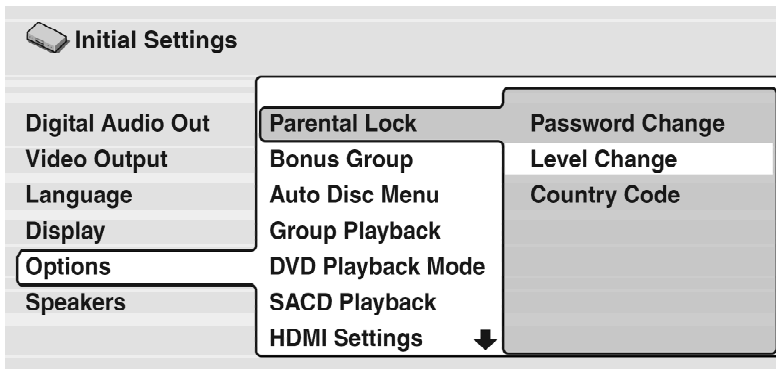 Initial Settings
Digital Audio Out
Video Output
Language
Display
Options
Speakers
Parental Lock
Bonus Group
Auto Disc Menu
Group Playback
DVD Playback Mode
SACD Playback
HDMI Settings
Password Change
Level Change
Country Code